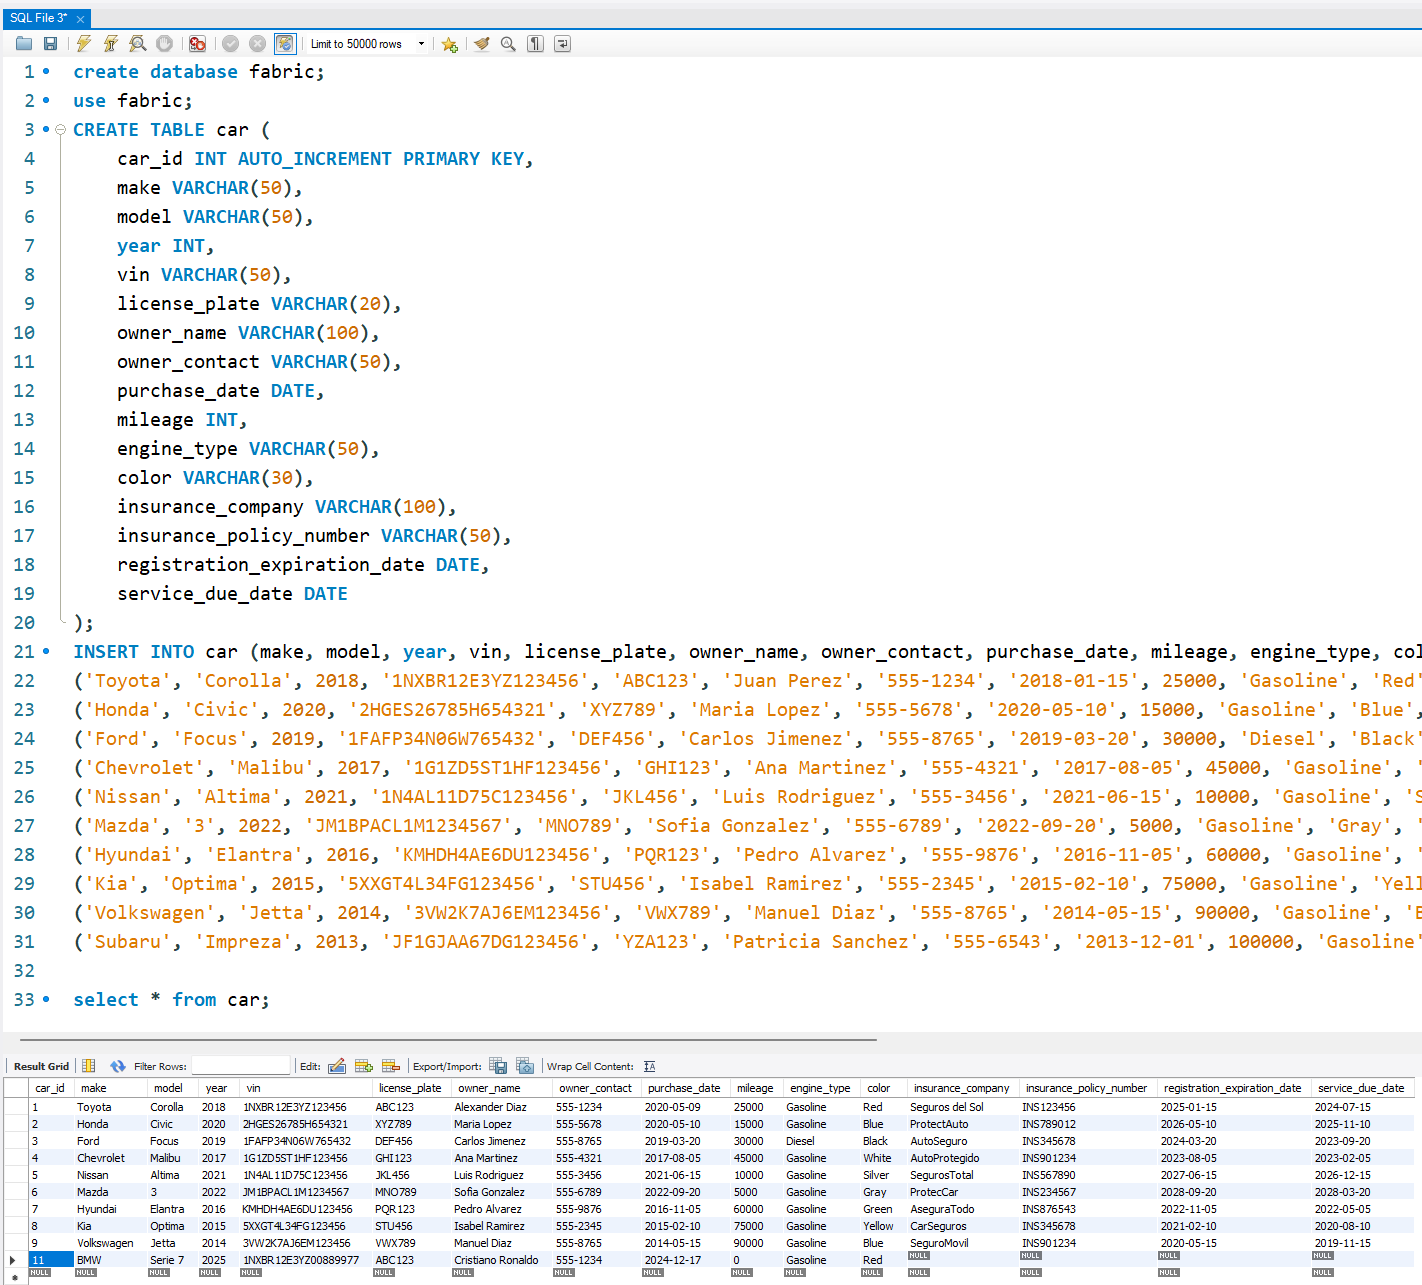 SQL File 3*
Limit to 50000 rows
1 create database fabric;
2 use fabric;
3 CREATE TABLE car (
4 car_id INT AUTO_INCREMENT PRIMARY KEY,
5 make VARCHAR(50),
6 model VARCHAR(50),
7 year INT,
8 vin VARCHAR(50),
9 license_plate VARCHAR(20),
10 owner_name VARCHAR(100),
11 owner_contact VARCHAR(50),
12 purchase_date DATE,
13 mileage INT,
14 engine_type VARCHAR(50),
15 color VARCHAR(30),
16 insurance_company VARCHAR(100),
17 insurance_policy_number VARCHAR(50),
18 registration_expiration_date DATE,
19 service_due_date DATE
20 );
21 INSERT INTO car (make, model, year, vin, license_plate, owner_name, owner_contact, purchase_date, mileage, engine_type, col
22 ('Toyota', 'Corolla', 2018, '1NXBR12E3YZ123456', 'ABC123', 'Juan Perez', '555-1234', '2018-01-15', 25000, 'Gasoline', 'Red'
23 ('Honda', 'Civic', 2020, '2HGES26785H654321', 'XYZ789', 'Maria Lopez', '555-5678', '2020-05-10', 15000, 'Gasoline', 'Blue',
24 ('Ford', 'Focus', 2019, '1FAFP34N06W765432', 'DEF456', 'Carlos Jimenez', '555-8765', '2019-03-20', 30000, 'Diesel', 'Black'
25 ('Chevrolet', 'Malibu', 2017, '1G1ZD5ST1HF123456', 'GHI123', 'Ana Martinez', '555-4321', '2017-08-05', 45000, 'Gasoline', '
26 ('Nissan', 'Altima', 2021, '1N4AL11D75C123456', 'JKL456', 'Luis Rodriguez', '555-3456', '2021-06-15', 10000, 'Gasoline', 'S
27 ('Mazda', '3', 2022, 'JM1BPACL1M1234567', 'MNO789', 'Sofia Gonzalez', '555-6789', '2022-09-20', 5000, 'Gasoline', 'Gray', '
28 ('Hyundai', 'Elantra', 2016, 'KMHDH4AE6DU123456', 'PQR123', 'Pedro Alvarez', '555-9876', '2016-11-05', 60000, 'Gasoline', '
29 ('Kia', 'Optima', 2015, '5XXGT4L34FG123456', 'STU456', 'Isabel Ramirez', '555-2345', '2015-02-10', 75000, 'Gasoline', 'Yell
30 ('Volkswagen', 'Jetta', 2014, '3VW2K7AJ6EM123456', 'VWX789', 'Manuel Diaz', '555-8765', '2014-05-15', 90000, 'Gasoline', 'B
31 ('Subaru', 'Impreza', 2013, 'JF1GJAA67DG123456', 'YZA123', 'Patricia Sanchez', '555-6543', '2013-12-01', 100000, 'Gasoline'
32
33 select * from car;
Result Grid Filter Rows: Edit: Export/Import: Wrap Cell Content:
car_id make model year vin license_plate owner_name owner_contact purchase_date mileage engine_type color insurance_company insurance_policy_number registration_expiration_date service_due_date
1 Toyota Corolla 2018 1NXBR12E3YZ123456 ABC123 Alexander Diaz 555-1234 2020-05-09 25000 Gasoline Red Seguros del Sol INS123456 2025-01-15 2024-07-15
2 Honda Civic 2020 2HGES26785H654321 XYZ789 Maria Lopez 555-5678 2020-05-10 15000 Gasoline Blue ProtectAuto INS789012 2026-05-10 2025-11-10
3 Ford Focus 2019 1FAFP34N06W765432 DEF456 Carlos Jimenez 555-8765 2019-03-20 30000 Diesel Black AutoSeguro INS345678 2024-03-20 2023-09-20
4 Chevrolet Malibu 2017 1G1ZD5ST1HF123456 GHI123 Ana Martinez 555-4321 2017-08-05 45000 Gasoline White AutoProtegido INS901234 2023-08-05 2023-02-05
5 Nissan Altima 2021 1N4AL11D75C123456 JKL456 Luis Rodriguez 555-3456 2021-06-15 10000 Gasoline Silver SegurosTotal INS567890 2027-06-15 2026-12-15
6 Mazda 3 2022 JM1BPACL1M1234567 MNO789 Sofia Gonzalez 555-6789 2022-09-20 5000 Gasoline Gray ProtecCar INS234567 2028-09-20 2028-03-20
7 Hyundai Elantra 2016 KMHDH4AE6DU123456 PQR123 Pedro Alvarez 555-9876 2016-11-05 60000 Gasoline Green AseguraTodo INS876543 2022-11-05 2022-05-05
8 Kia Optima 2015 5XXGT4L34FG123456 STU456 Isabel Ramirez 555-2345 2015-02-10 75000 Gasoline Yellow CarSeguros INS345678 2021-02-10 2020-08-10
9 Volkswagen Jetta 2014 3VW2K7AJ6EM123456 VWX789 Manuel Diaz 555-8765 2014-05-15 90000 Gasoline Blue SeguroMovil INS901234 2020-05-15 2019-11-15
11 BMW Serie 7 2025 1NXBR12E3YZ00889977 ABC123 Cristiano Ronaldo 555-1234 2024-12-17 0 Gasoline Red NULL NULL NULL NULL
NULL NULL NULL NULL NULL NULL NULL NULL NULL NULL NULL NULL NULL NULL NULL NULL